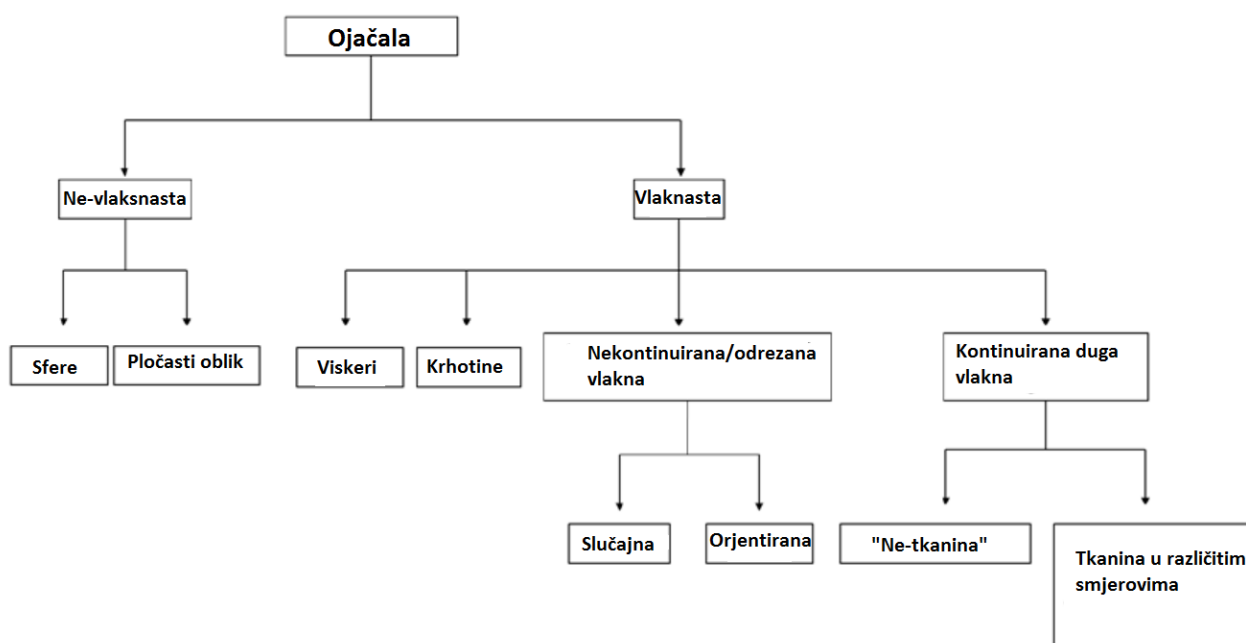 Ojačala
Ne-vlaksnasta
Vlaknasta
Sfere
Pločasti oblik
Viskeri
Krhotine
Nekontinuirana/odrezana
vlakna
Kontinuirana duga
vlakna
Slučajna
Orjentirana
"Ne-tkanina"
Tkanina u različitim
smjerovima